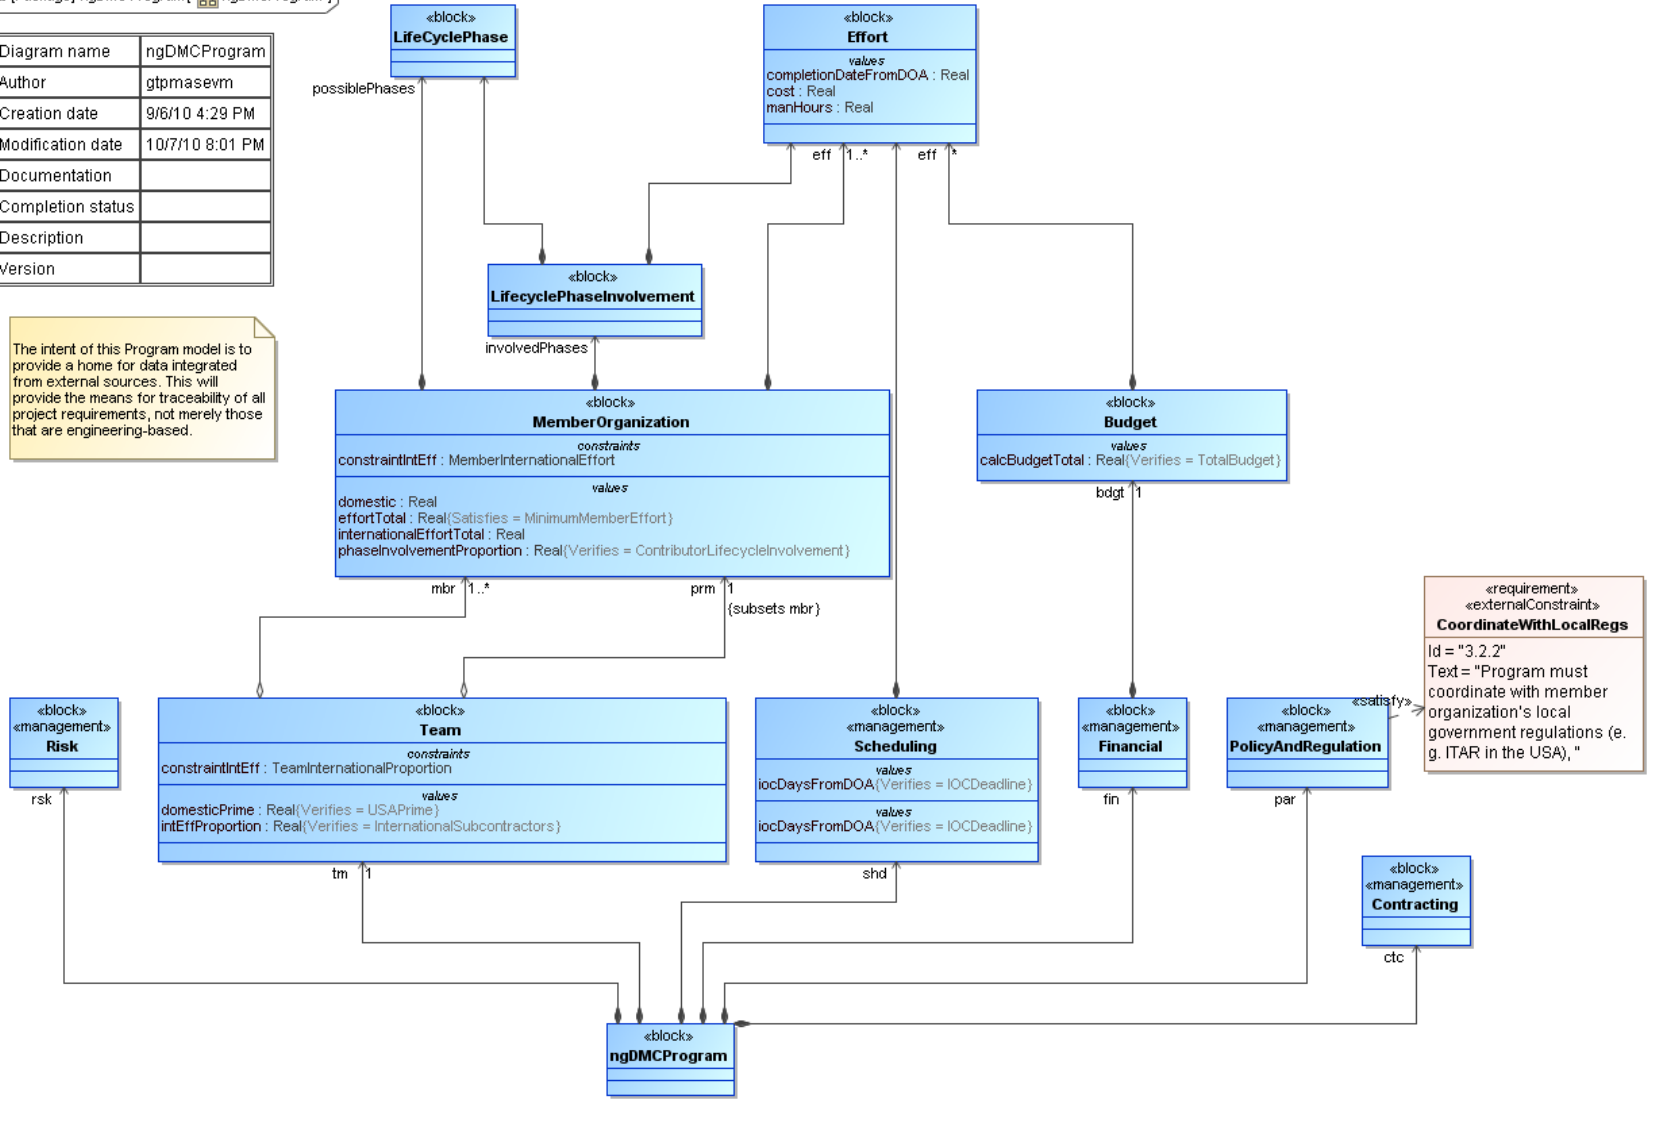 Diagram name ngDMCProgram
Author gtpmasevm
Creation date 9/6/10 4:29 PM
Modification date 10/7/10 8:01 PM
Documentation
Completion status
Description
Version
The intent of this Program model is to
provide a home for data integrated
from external sources. This will
provide the means for traceability of all
project requirements, not merely those
that are engineering-based.
«block»
LifeCyclePhase
possiblePhases
«block»
Effort
values
completionDateFromDOA : Real
cost : Real
manHours : Real
eff 1..*
eff *
«block»
LifecyclePhaseInvolvement
involvedPhases
«block»
MemberOrganization
constraints
constraintIntEff : MemberInternationalEffort
values
domestic : Real
effortTotal : Real{Satisfies = MinimumMemberEffort}
internationalEffortTotal : Real
phaseInvolvementProportion : Real{Verifies = ContributorLifecycleInvolvement}
mbr 1..*
prm 1
{subsets mbr}
«block»
Budget
values
calcBudgetTotal : Real{Verifies = TotalBudget}
bdgt 1
«requirement»
«externalConstraint»
CoordinateWithLocalRegs
Id = "3.2.2"
Text = "Program must
coordinate with member
organization's local
government regulations (e.
g. ITAR in the USA),"
«satisfy»
«block»
«management»
Risk
rsk
«block»
Team
constraints
constraintIntEff : TeamInternationalProportion
values
domesticPrime : Real{Verifies = USAPrime}
intEffProportion : Real{Verifies = InternationalSubcontractors}
tm 1
«block»
«management»
Scheduling
values
iocDaysFromDOA{Verifies = IOCDeadline}
values
iocDaysFromDOA{Verifies = IOCDeadline}
shd
«block»
«management»
Financial
fin
«block»
«management»
PolicyAndRegulation
par
«block»
«management»
Contracting
ctc
«block»
ngDMCProgram